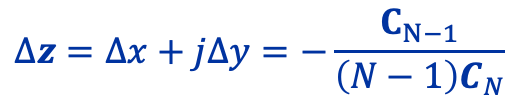 Δz = Δx + jΔy = − C_{N−1} / (N − 1)C_N